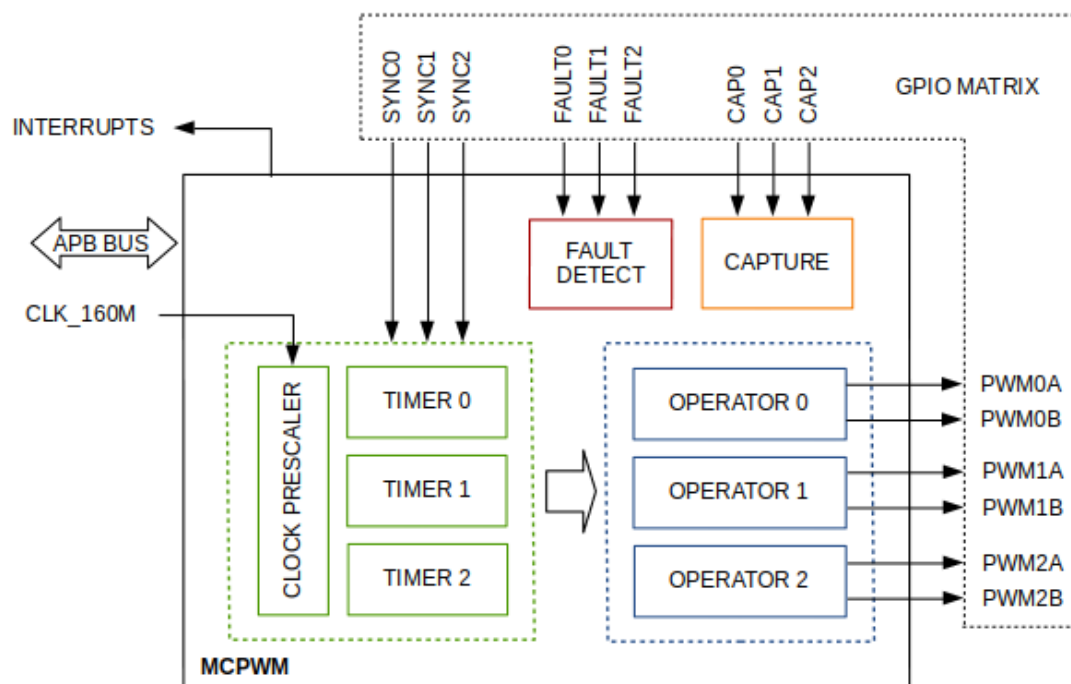 SYNC0
SYNC1
SYNC2
FAULT0
FAULT1
FAULT2
CAP0
CAP1
CAP2
GPIO MATRIX
INTERRUPTS
APB BUS
CLK_160M
FAULT
DETECT
CAPTURE
CLOCK PRESCALER
TIMER 0
TIMER 1
TIMER 2
OPERATOR 0
OPERATOR 1
OPERATOR 2
PWM0A
PWM0B
PWM1A
PWM1B
PWM2A
PWM2B
MCPWM